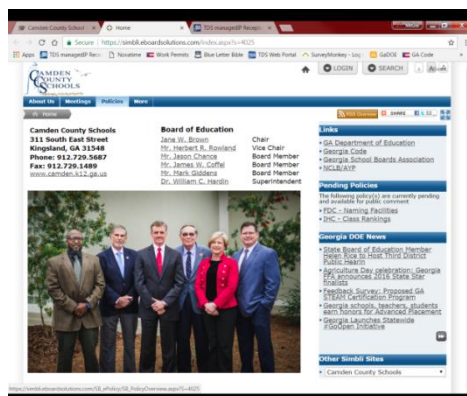 Camden County School
Home
TDS managedIP Recepti
Secure
https://simbli.eboardsolutions.com/index.aspx?s=4025
Apps
TDS managedIP Rec
Novatime
Work Permits
Blue Letter Bible
TDS Web Portal
SurveyMonkey - Log
GaDOE
GA Code
CAMDEN
COUNTY
SCHOOLS
LOGIN
SEARCH
About Us Meetings Policies More
Home
RSS Overview
SHARE
Camden County Schools
311 South East Street
Kingsland, GA 31548
Phone: 912.729.5687
Fax: 912.729.1489
www.camden.k12.ga.us
Board of Education
Jane W. Brown Chair
Mr. Herbert R. Rowland Vice Chair
Mr. Jason Chance Board Member
Mr. James W. Coffel Board Member
Mr. Mark Giddens Board Member
Dr. William C. Hardin Superintendent
Links
GA Department of Education
Georgia Code
Georgia School Boards Association
NCLB/AYP
Pending Policies
The following policy(s) are currently pending
and available for public comment
FDC - Naming Facilities
IHC - Class Rankings
Georgia DOE News
State Board of Education Member
Helen Rice to Host Third District
Public Hearin
Agriculture Day celebration: Georgia
FFA announces 2016 State Star
finalists
Feedback Survey: Proposed GA
STEAM Certification Program
Georgia schools, teachers, students
earn honors for Advanced Placement
Georgia Launches Statewide
#GoOpen Initiative
Other Simbli Sites
Camden County Schools
https://simbli.eboardsolutions.com/SB_ePolicy/SB_PolicyOverview.aspx?S=4025